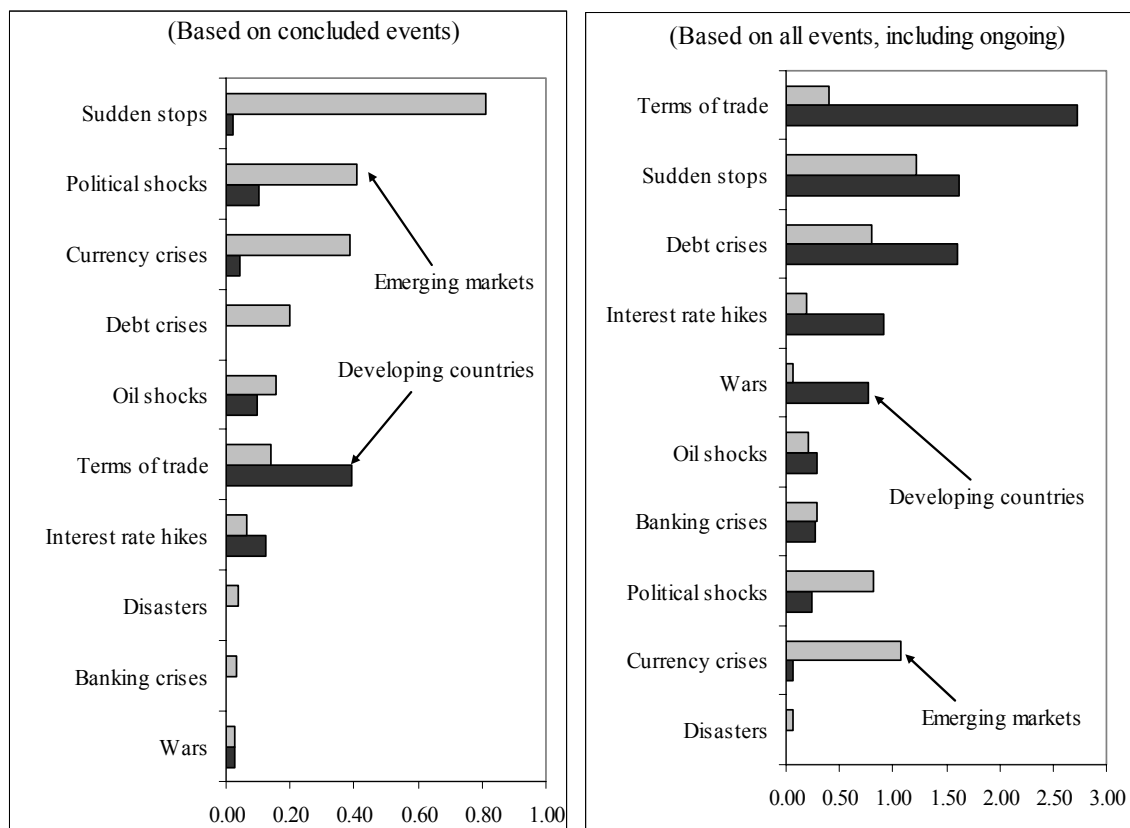 (Based on concluded events)
Sudden stops
Political shocks
Currency crises
Emerging markets
Debt crises
Developing countries
Oil shocks
Terms of trade
Interest rate hikes
Disasters
Banking crises
Wars
0.00 0.20 0.40 0.60 0.80 1.00
(Based on all events, including ongoing)
Terms of trade
Sudden stops
Debt crises
Interest rate hikes
Wars
Oil shocks
Developing countries
Banking crises
Political shocks
Currency crises
Emerging markets
Disasters
0.00 0.50 1.00 1.50 2.00 2.50 3.00